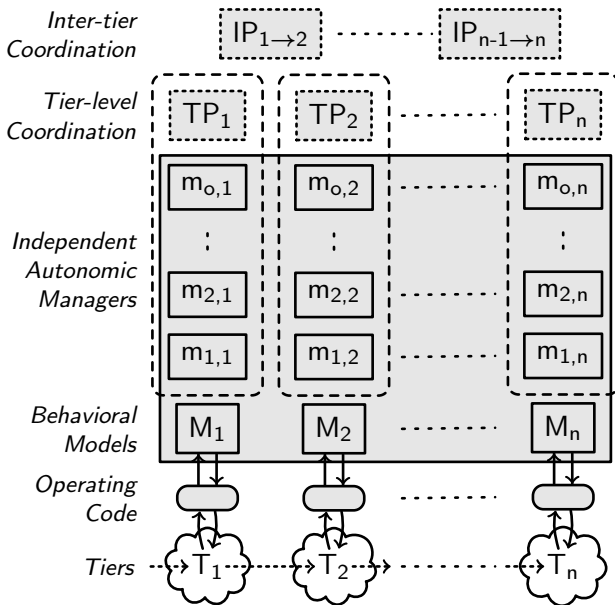 Inter-tier Coordination IP1→2 ........ IPn-1→n
Tier-level Coordination TP1 TP2 ........ TPn
mo,1 mo,2 ........ mo,n
⋮ ⋮ ⋮
Independent Autonomic Managers
m2,1 m2,2 ........ m2,n
m1,1 m1,2 ........ m1,n
Behavioral Models M1 M2 ........ Mn
Operating Code ........
Tiers T1 T2 ........ Tn